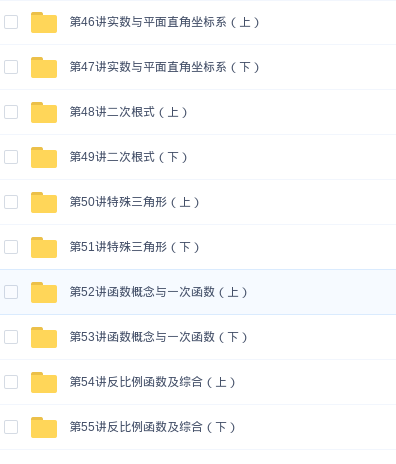 第46讲实数与平面直角坐标系（上）
第47讲实数与平面直角坐标系（下）
第48讲二次根式（上）
第49讲二次根式（下）
第50讲特殊三角形（上）
第51讲特殊三角形（下）
第52讲函数概念与一次函数（上）
第53讲函数概念与一次函数（下）
第54讲反比例函数及综合（上）
第55讲反比例函数及综合（下）